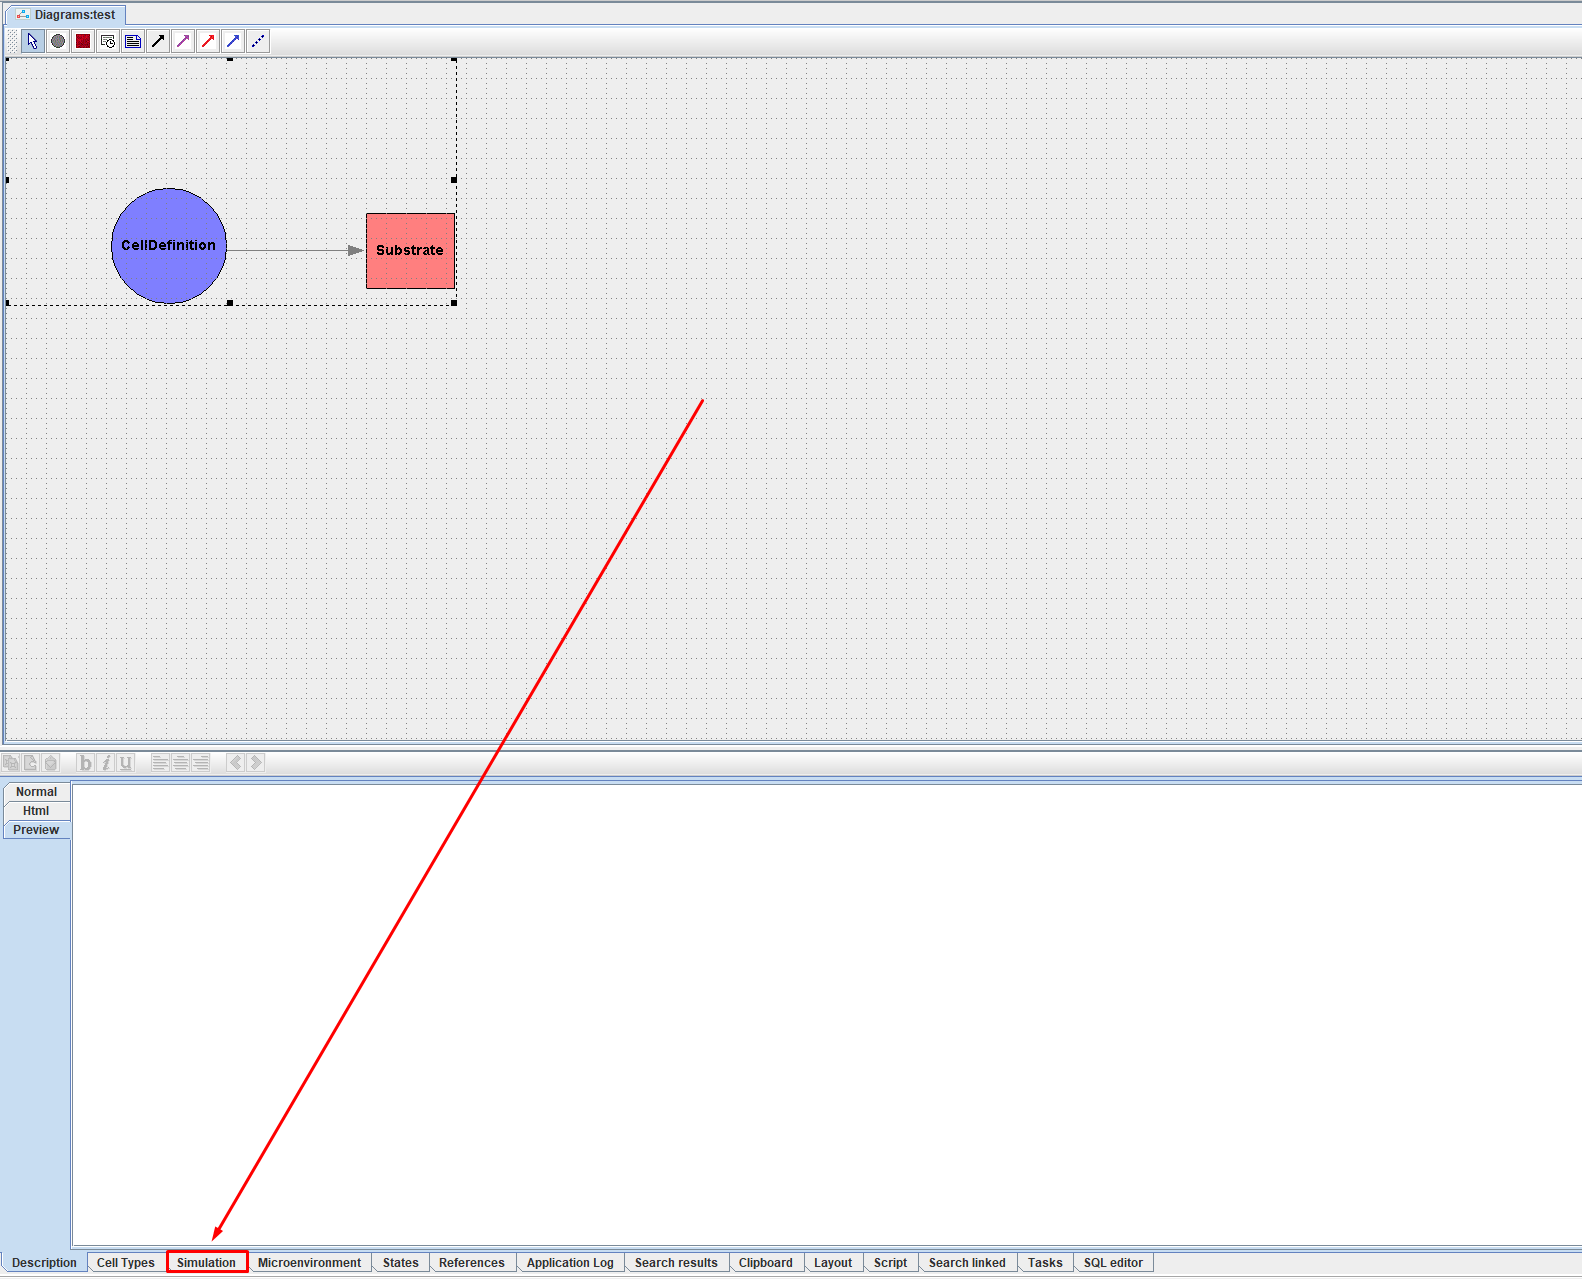 Diagrams:test
CellDefinition
Substrate
b i u
Normal
Html
Preview
Description Cell Types Simulation Microenvironment States References Application Log Search results Clipboard Layout Script Search linked Tasks SQL editor